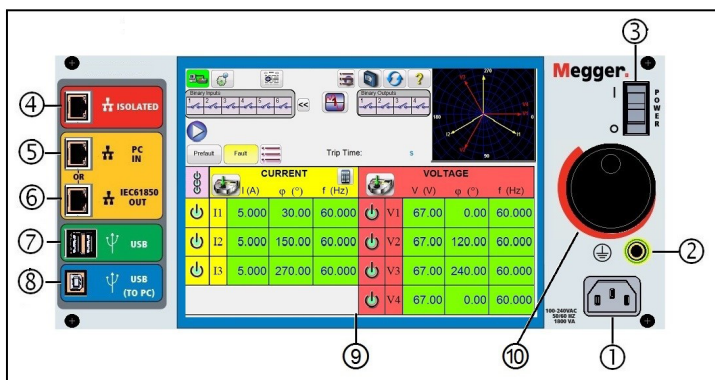 ③
Megger.
POWER
I
O
④
ISOLATED
⑤
PC IN
OR
⑥
IEC61850 OUT
⑦
USB
⑧
USB (TO PC)
Binary Inputs
1 2 3 4 5 6
<<
Binary Outputs
1 2 3 4
?
270
180
0
90
V3
V2
V1
I2
I1
Prefault
Fault
Trip Time:
s
CURRENT
I (A) φ (°) f (Hz)
VOLTAGE
V (V) φ (°) f (Hz)
I1 5.000 30.00 60.000
V1 67.00 0.00 60.000
I2 5.000 150.00 60.000
V2 67.00 120.00 60.000
I3 5.000 270.00 60.000
V3 67.00 240.00 60.000
V4 67.00 0.00 60.000
②
100-240VAC
50/60 HZ
1800 VA
⑨
⑩
①